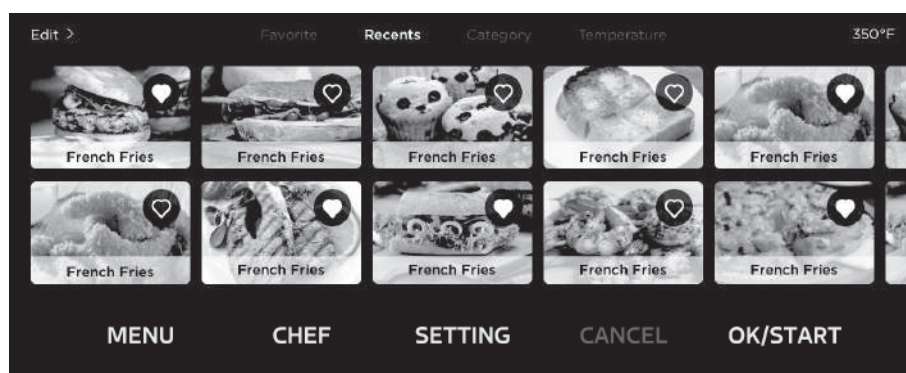 Edit > Favorite Recents Category Temperature 350°F
French Fries French Fries French Fries French Fries French Fries
French Fries French Fries French Fries French Fries French Fries
MENU CHEF SETTING CANCEL OK/START